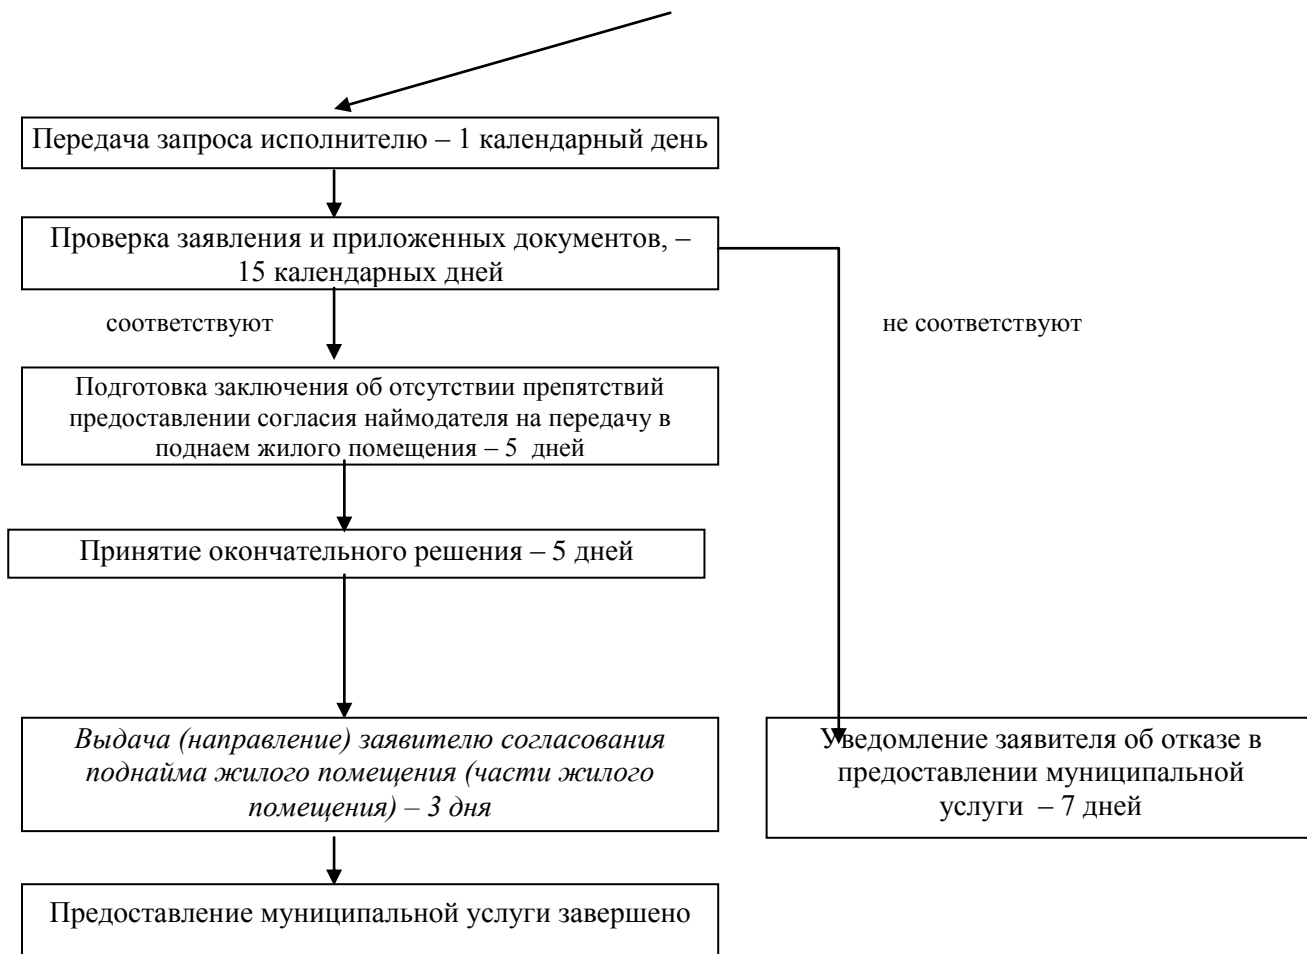 Передача запроса исполнителю – 1 календарный день
Проверка заявления и приложенных документов, –
15 календарных дней
соответствуют
не соответствуют
Подготовка заключения об отсутствии препятствий
предоставлении согласия наймодателя на передачу в
поднаем жилого помещения – 5  дней
Принятие окончательного решения – 5 дней
Выдача (направление) заявителю согласования
поднайма жилого помещения (части жилого
помещения) – 3 дня
Уведомление заявителя об отказе в
предоставлении муниципальной
услуги  – 7 дней
Предоставление муниципальной услуги завершено